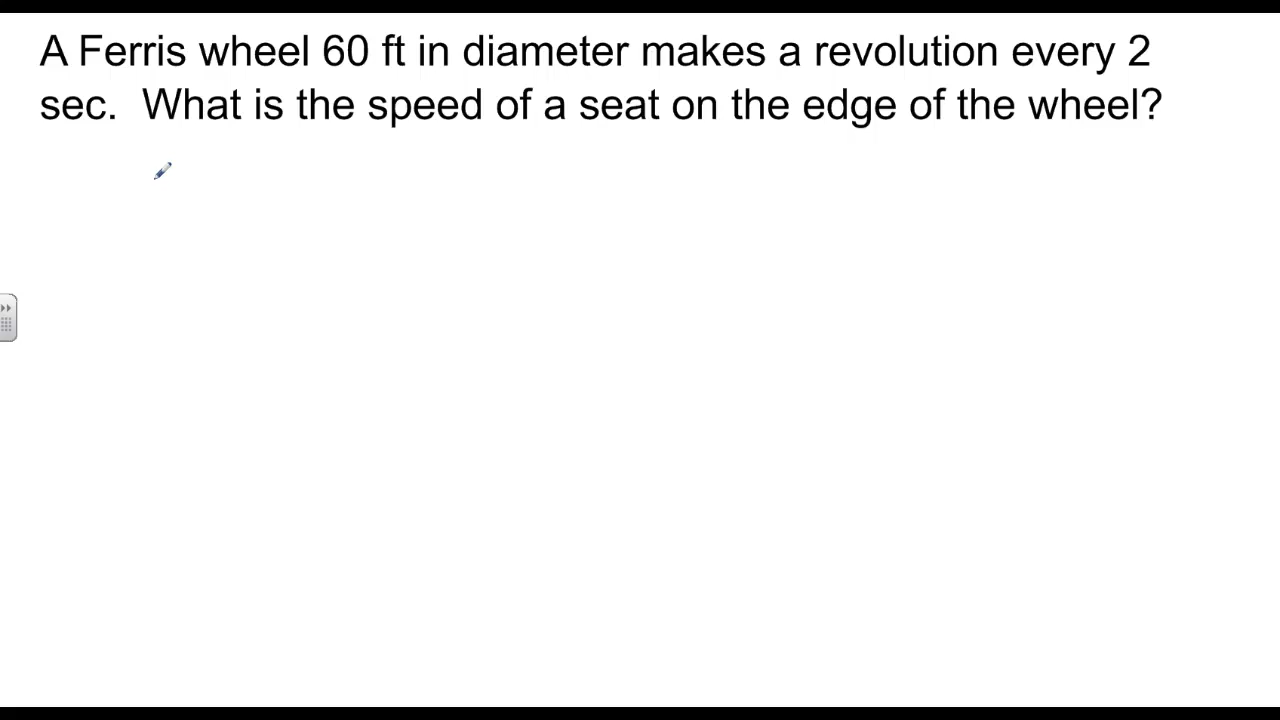 A Ferris wheel 60 ft in diameter makes a revolution every 2
sec.  What is the speed of a seat on the edge of the wheel?